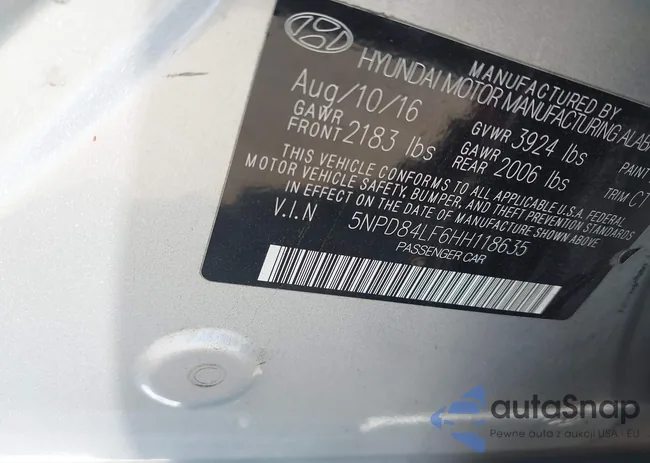 MANUFACTURED BY
HYUNDAI MOTOR MANUFACTURING ALAB
Aug/10/16
GVWR 3924 lbs
PAINT
GAWR FRONT 2183 lbs
GAWR REAR 2006 lbs
TRIM CT
THIS VEHICLE CONFORMS TO ALL APPLICABLE U.S.A. FEDERAL
MOTOR VEHICLE SAFETY, BUMPER, AND THEFT PREVENTION STANDARDS
IN EFFECT ON THE DATE OF MANUFACTURE SHOWN ABOVE
V.I.N 5NPD84LF6HH118635
PASSENGER CAR
autaSnap
Pewne auta z aukcji USA - EU